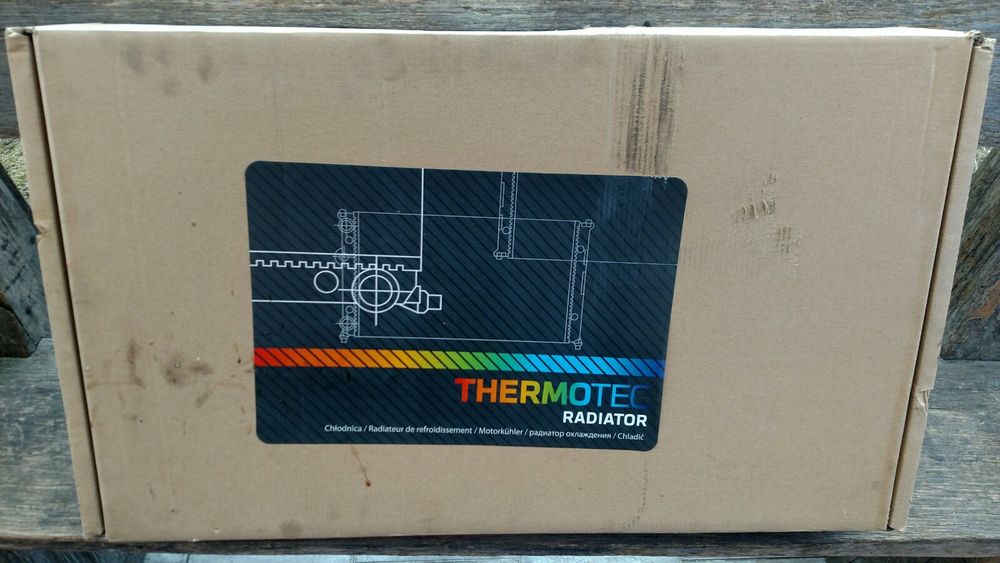 THERMOTEC
RADIATOR
Chłodnica / Radiateur de refroidissement / Motorkühler / радиатор охлаждения / Chladič